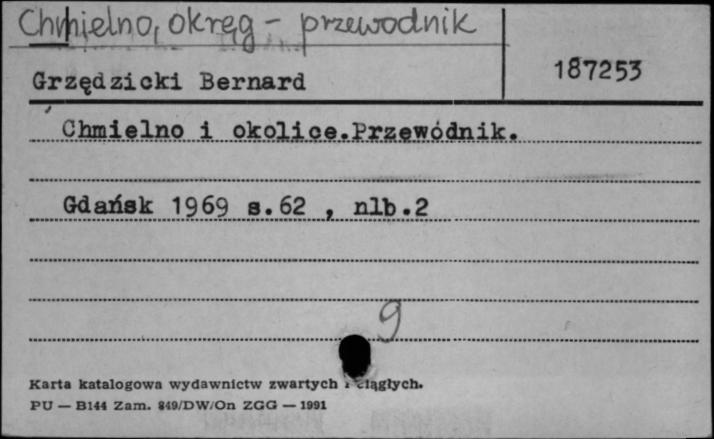 Chmielno, okręg - przewodnik
Grzędzicki Bernard
187253
Chmielno i okolice.Przewódnik.
Gdańsk 1969 s.62 , nlb.2
9
Karta katalogowa wydawnictw zwartych i ciągłych.
PU — B144 Zam. 849/DW/On ZGG — 1991